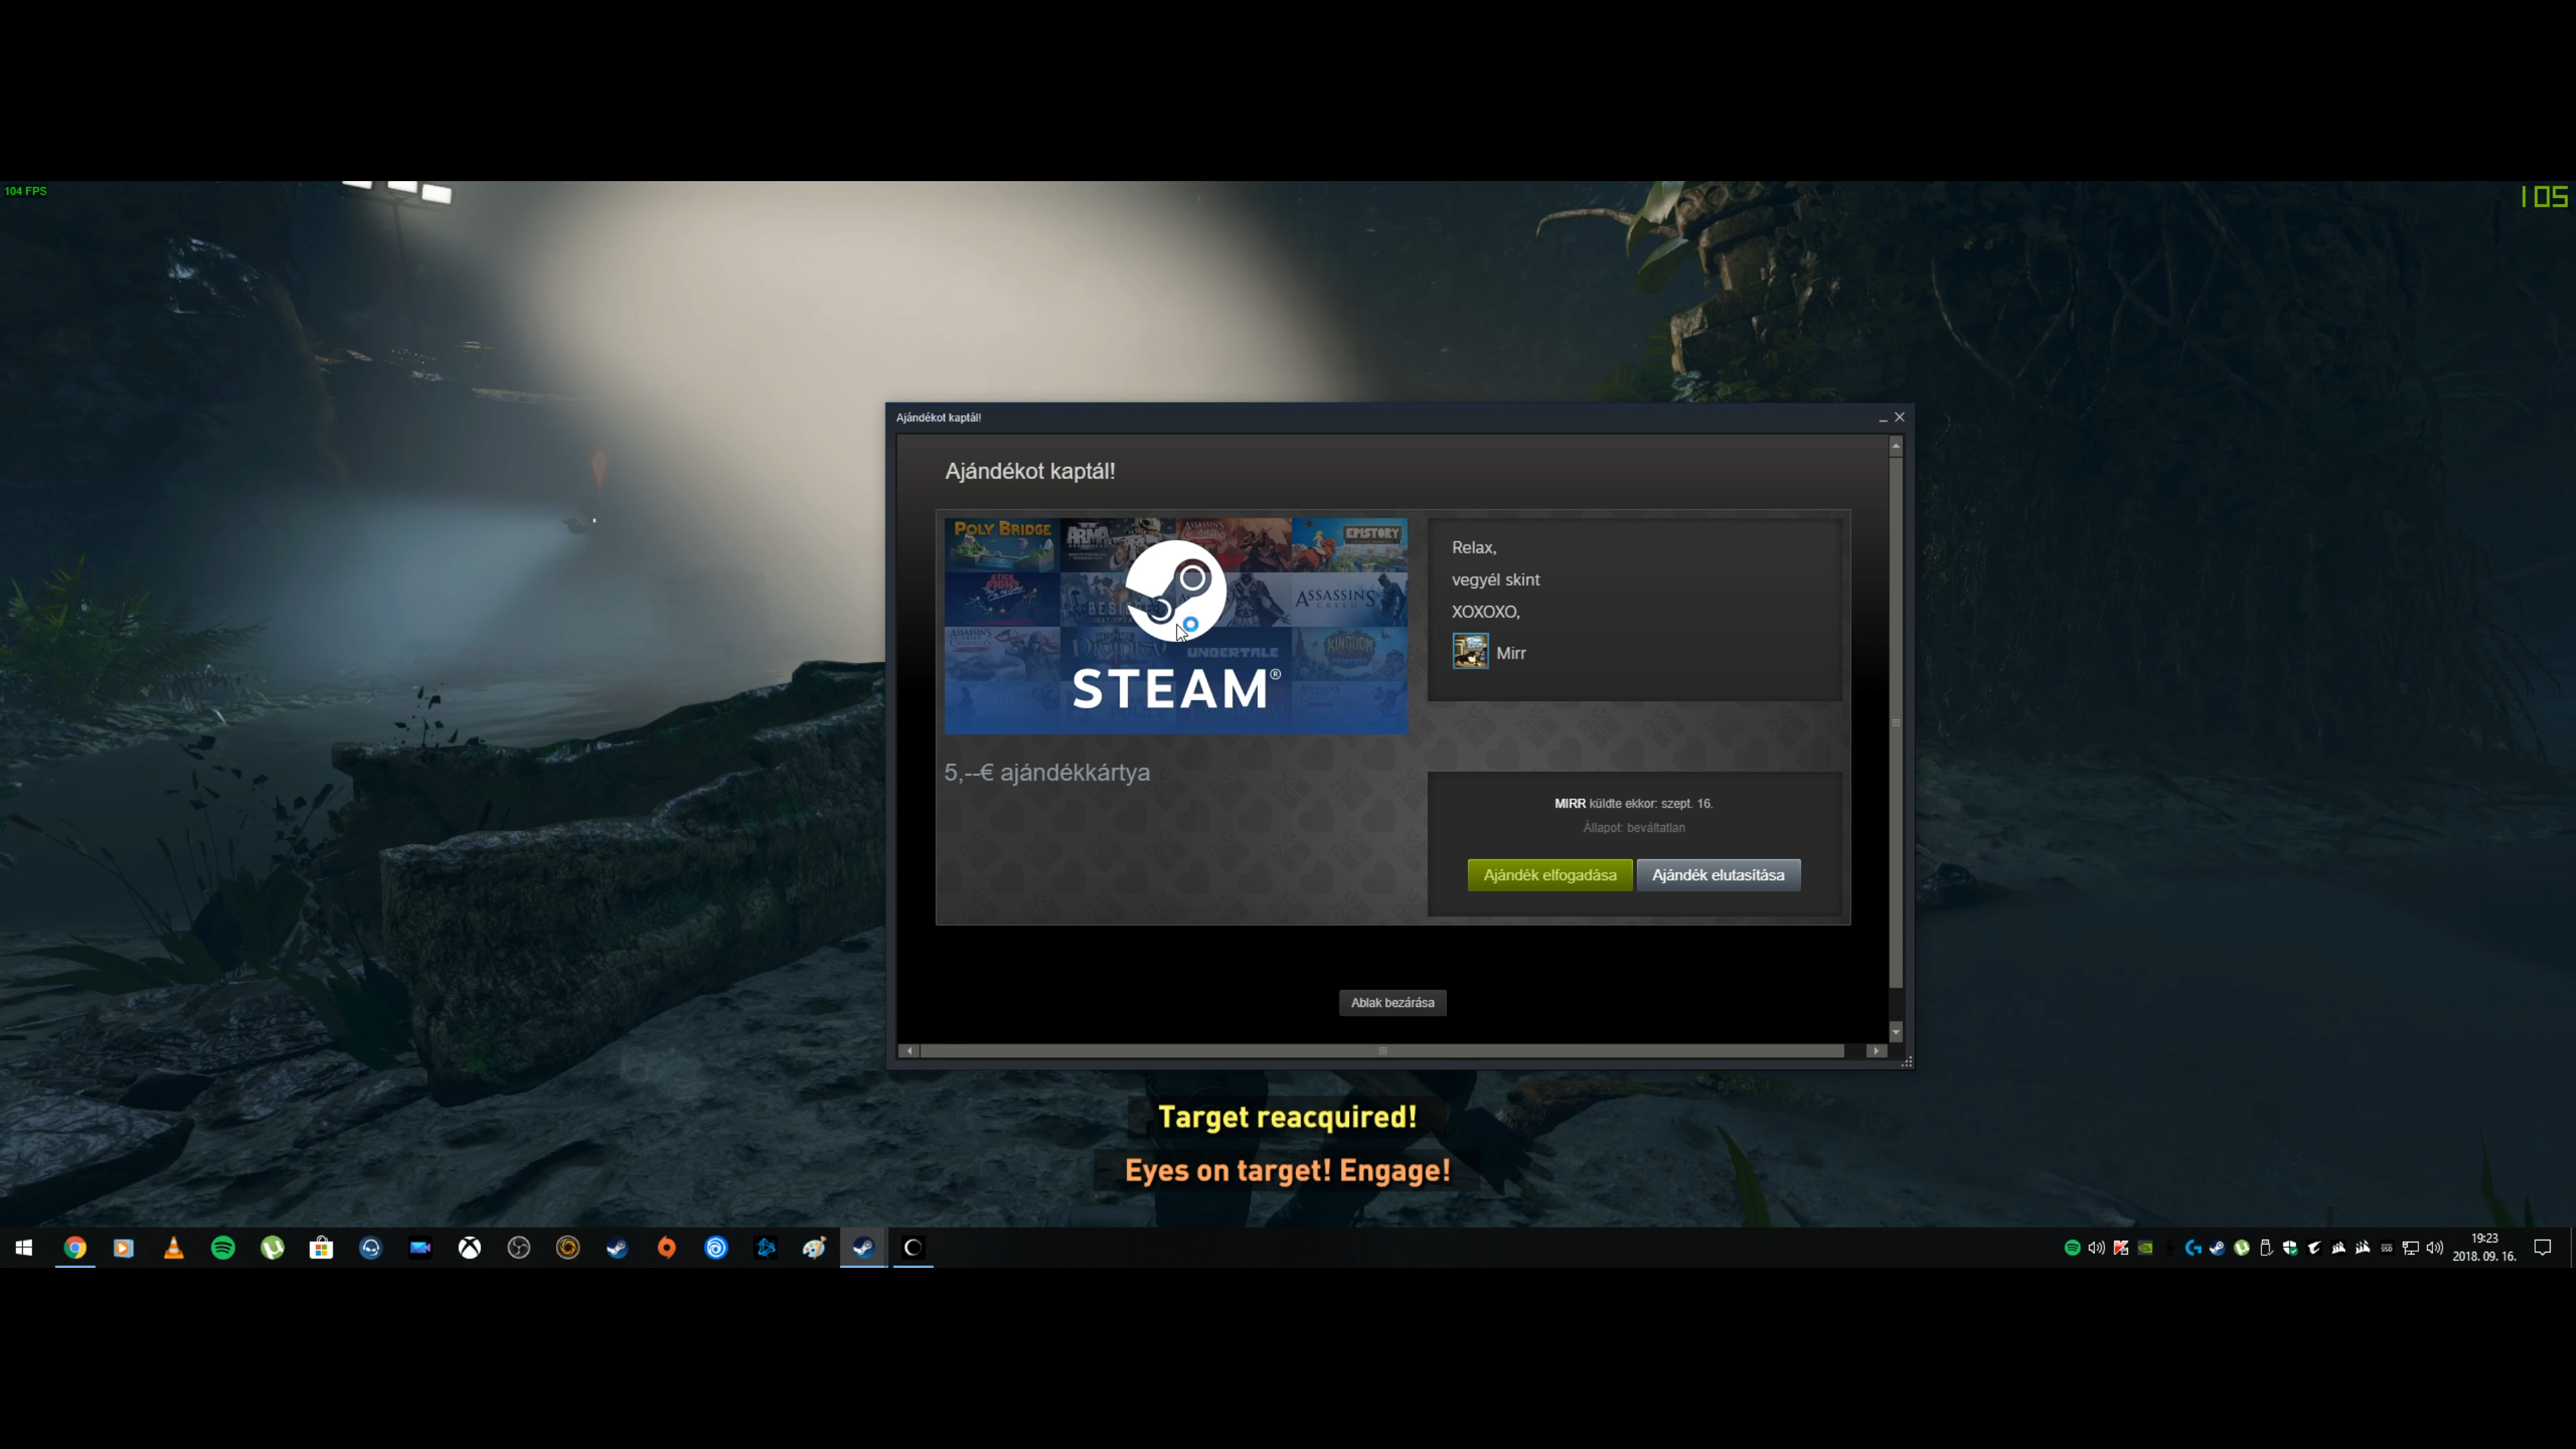 104 FPS
105
Ajándékot kaptál!
Ajándékot kaptál!
POLY BRIDGE
ARMA
ASSASSIN'S
EPISTORY
ASSASSIN'S
UNDERTALE
KINGDOM
STEAM®
5,--€ ajándékkártya
Relax,
vegyél skint
XOXOXO,
Mirr
MIRR küldte ekkor: szept. 16.
Állapot: beváltatlan
Ajándék elfogadása
Ajándék elutasítása
Ablak bezárása
Target reacquired!
Eyes on target! Engage!
19:23
2018. 09. 16.